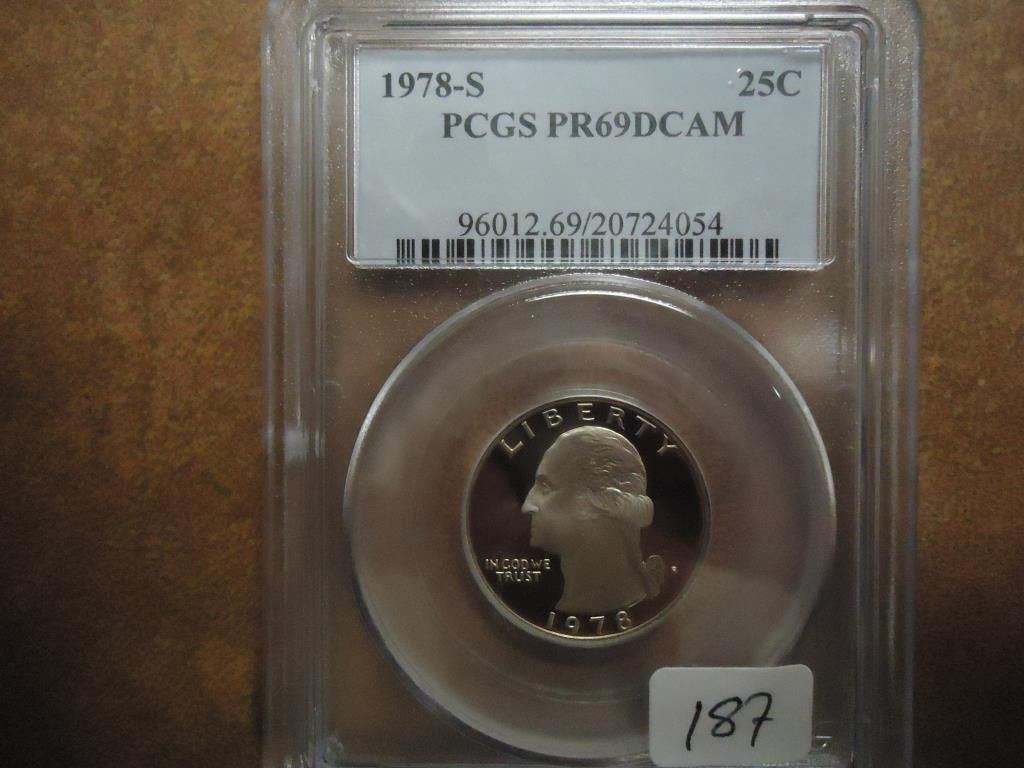 1978-S 25C
PCGS PR69DCAM
96012.69/20724054
LIBERTY
IN GOD WE
TRUST
1978
187